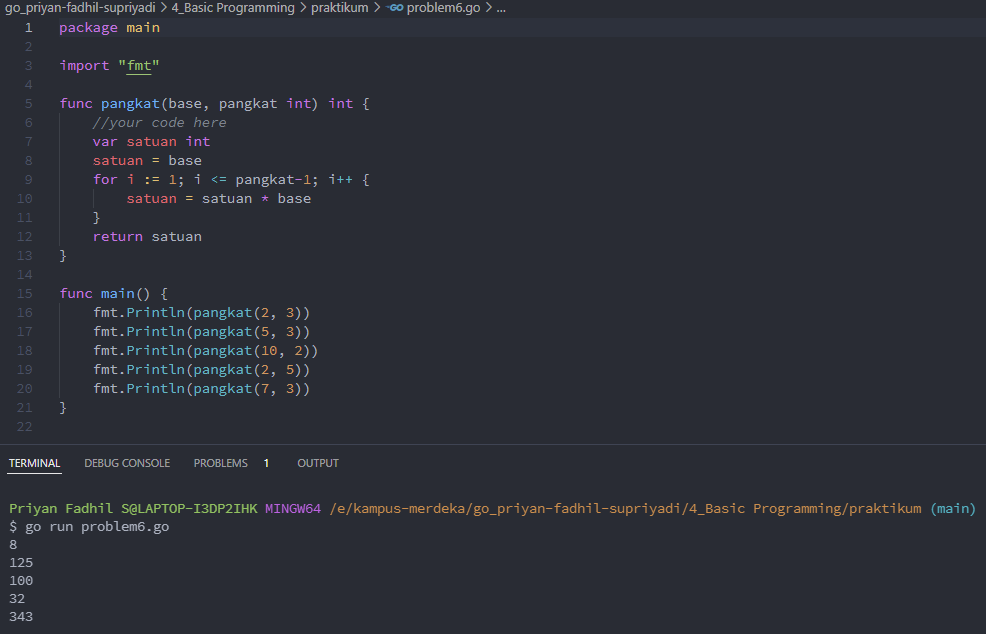 go_priyan-fadhil-supriyadi > 4_Basic Programming > praktikum > GO problem6.go > ...
1 package main
2
3 import "fmt"
4
5 func pangkat(base, pangkat int) int {
6 //your code here
7 var satuan int
8 satuan = base
9 for i := 1; i <= pangkat-1; i++ {
10 satuan = satuan * base
11 }
12 return satuan
13 }
14
15 func main() {
16 fmt.Println(pangkat(2, 3))
17 fmt.Println(pangkat(5, 3))
18 fmt.Println(pangkat(10, 2))
19 fmt.Println(pangkat(2, 5))
20 fmt.Println(pangkat(7, 3))
21 }
22
TERMINAL DEBUG CONSOLE PROBLEMS 1 OUTPUT
Priyan Fadhil S@LAPTOP-I3DP2IHK MINGW64 /e/kampus-merdeka/go_priyan-fadhil-supriyadi/4_Basic Programming/praktikum (main)
$ go run problem6.go
8
125
100
32
343